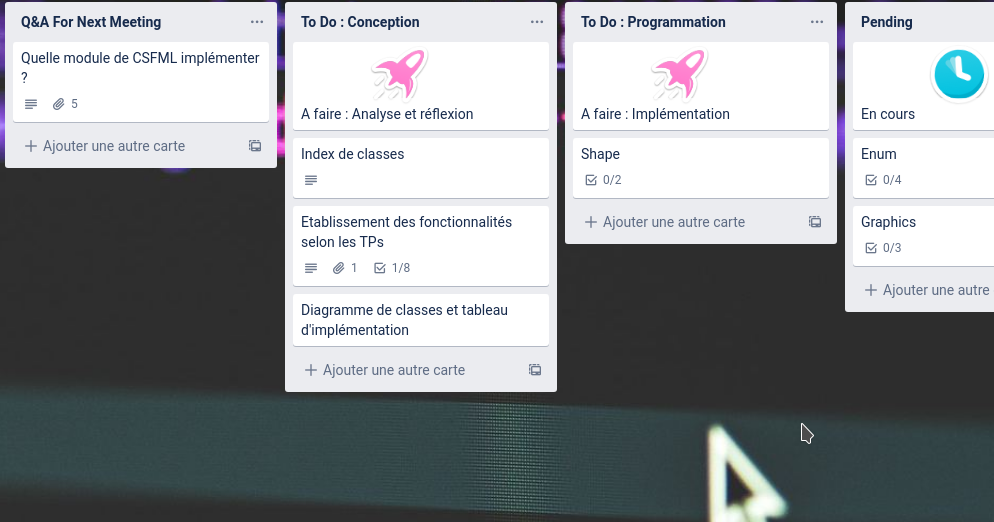 Q&A For Next Meeting
Quelle module de CSFML implémenter
?
5
Ajouter une autre carte
To Do : Conception
A faire : Analyse et réflexion
Index de classes
Etablissement des fonctionnalités
selon les TPs
1
1/8
Diagramme de classes et tableau
d'implémentation
Ajouter une autre carte
To Do : Programmation
A faire : Implémentation
Shape
0/2
Ajouter une autre carte
Pending
En cours
Enum
0/4
Graphics
0/3
Ajouter une autre